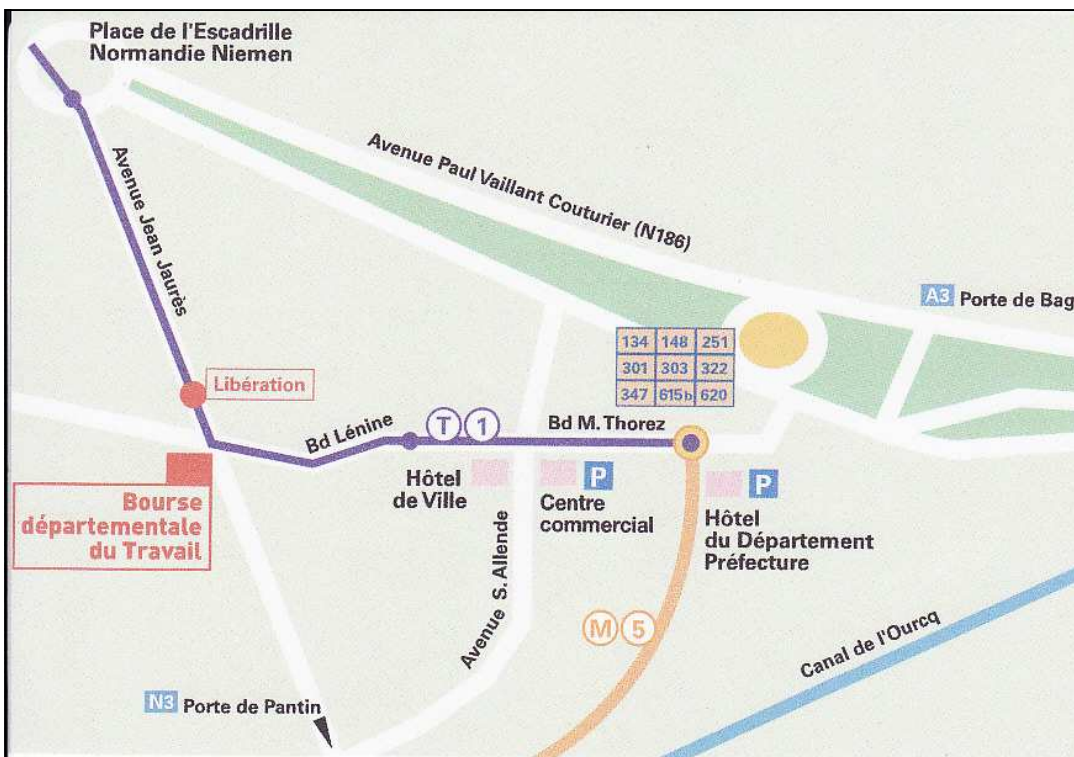 Place de l'Escadrille
Normandie Niemen
Avenue Paul Vaillant Couturier (N186)
Avenue Jean Jaurès
A3 Porte de Bag
134 148 251
301 303 322
347 615b 620
Libération
Bd Lénine
T 1
Bd M. Thorez
Hôtel
de Ville
P
Centre
commercial
P
Hôtel
du Département
Préfecture
Bourse
départementale
du Travail
Avenue S. Allende
M 5
Canal de l'Ourcq
N3 Porte de Pantin